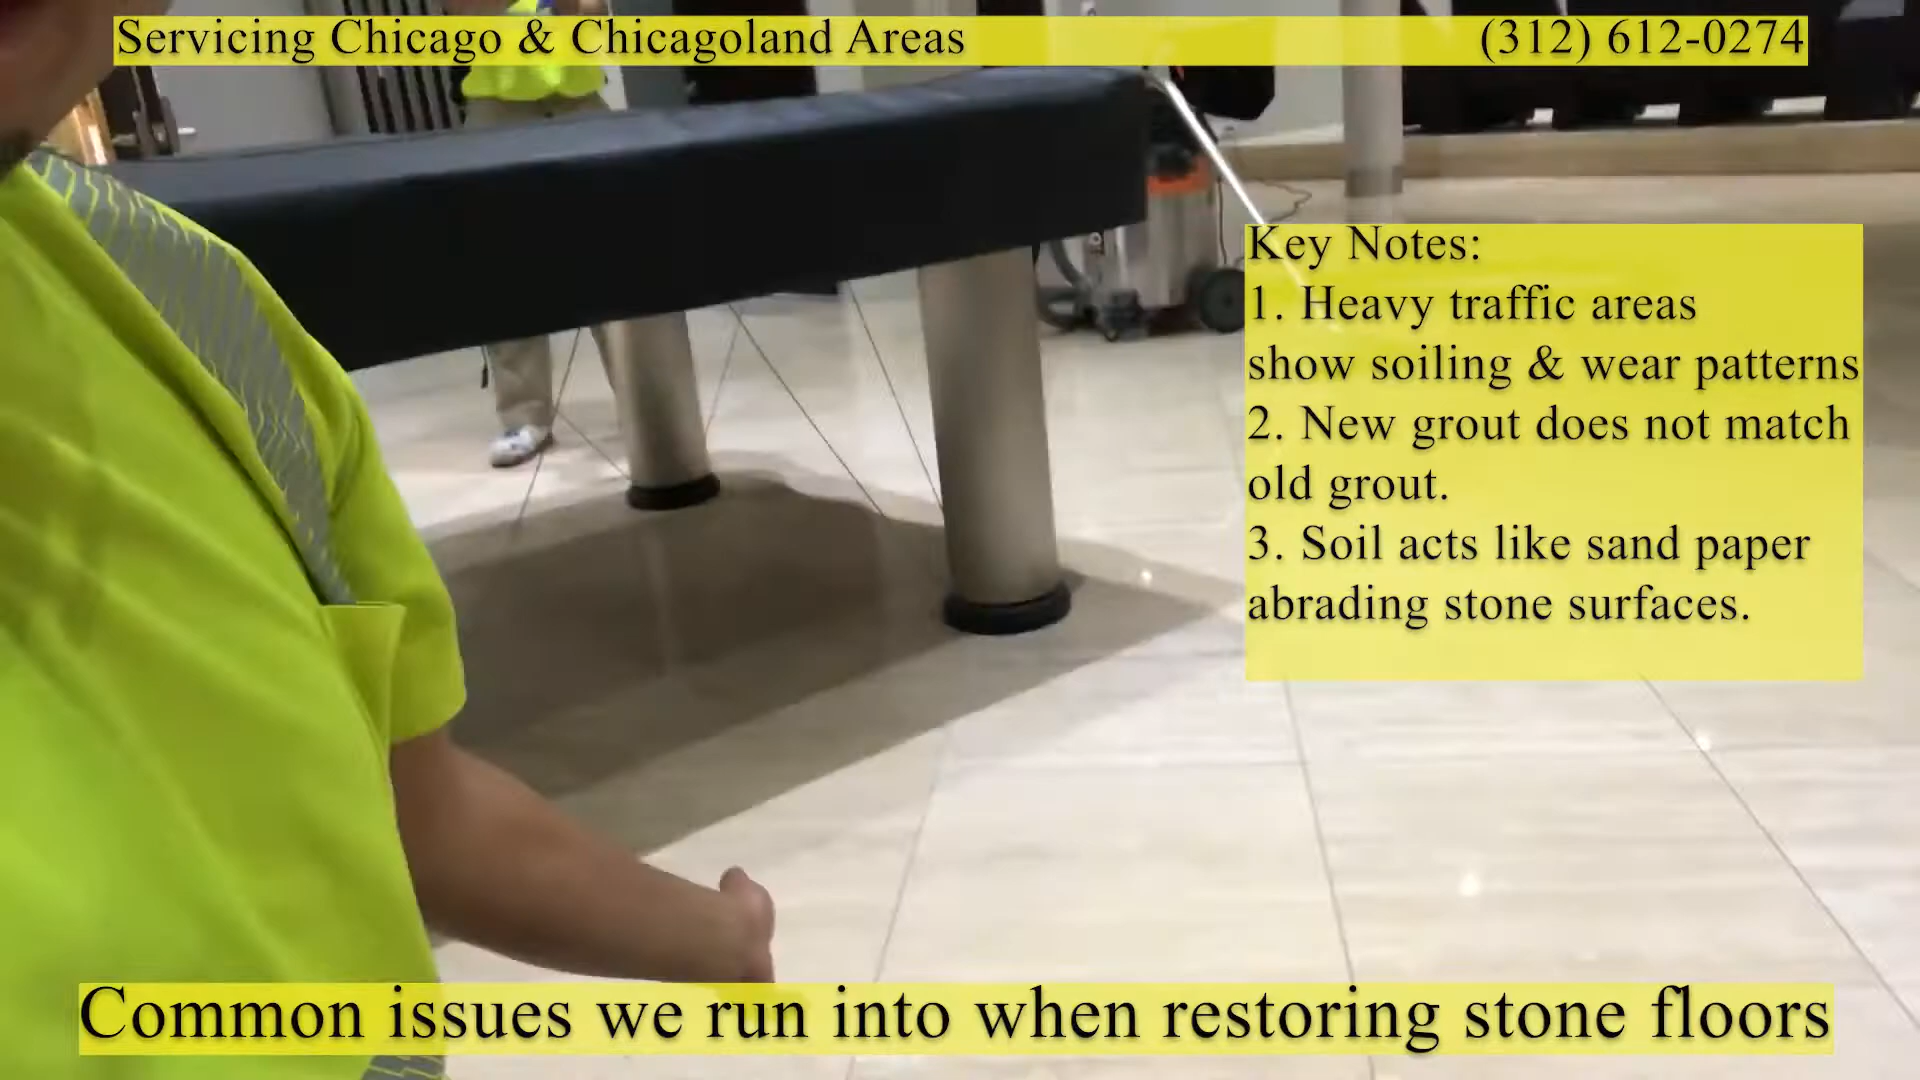 Servicing Chicago & Chicagoland Areas
(312) 612-0274
Key Notes:
1. Heavy traffic areas
show soiling & wear patterns
2. New grout does not match
old grout.
3. Soil acts like sand paper
abrading stone surfaces.
Common issues we run into when restoring stone floors